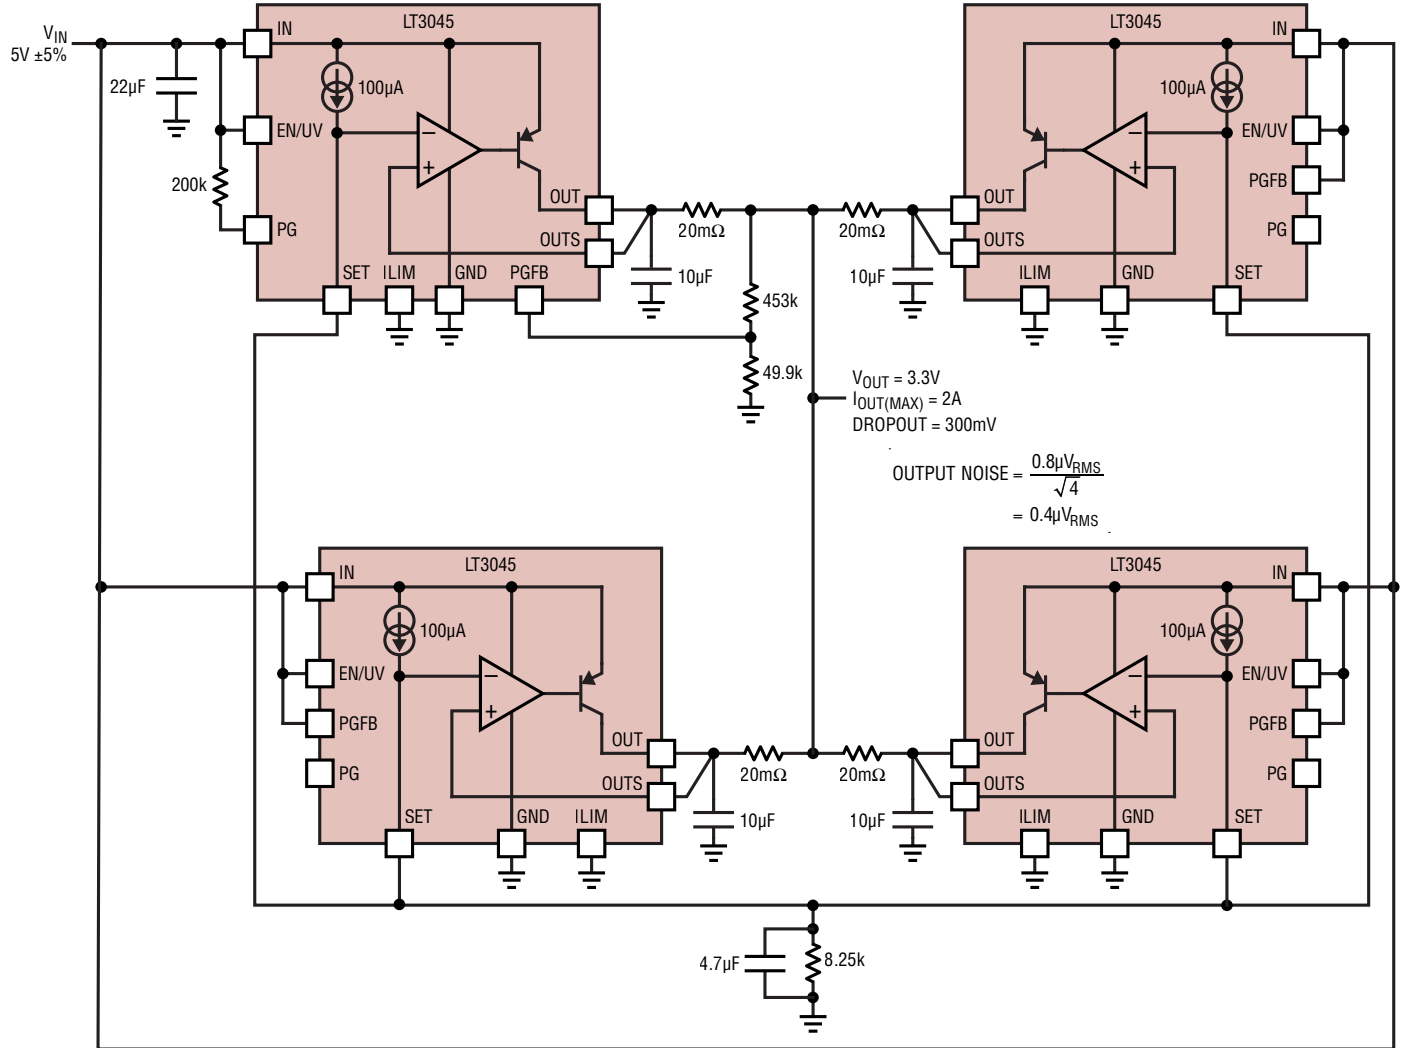 LT3045
LT3045
VIN
5V ±5%
IN
IN
22µF
100µA
100µA
EN/UV
EN/UV
200k
PGFB
OUT
OUT
PG
PG
20mΩ
20mΩ
OUTS
OUTS
SET
ILIM
GND
PGFB
10µF
10µF
ILIM
GND
SET
453k
49.9k
VOUT = 3.3V
IOUT(MAX) = 2A
DROPOUT = 300mV
OUTPUT NOISE = 0.8µVRMS
√4
= 0.4µVRMS
LT3045
LT3045
IN
IN
100µA
100µA
EN/UV
EN/UV
PGFB
PGFB
OUT
OUT
PG
PG
20mΩ
20mΩ
OUTS
OUTS
SET
GND
ILIM
10µF
10µF
ILIM
GND
SET
4.7µF
8.25k